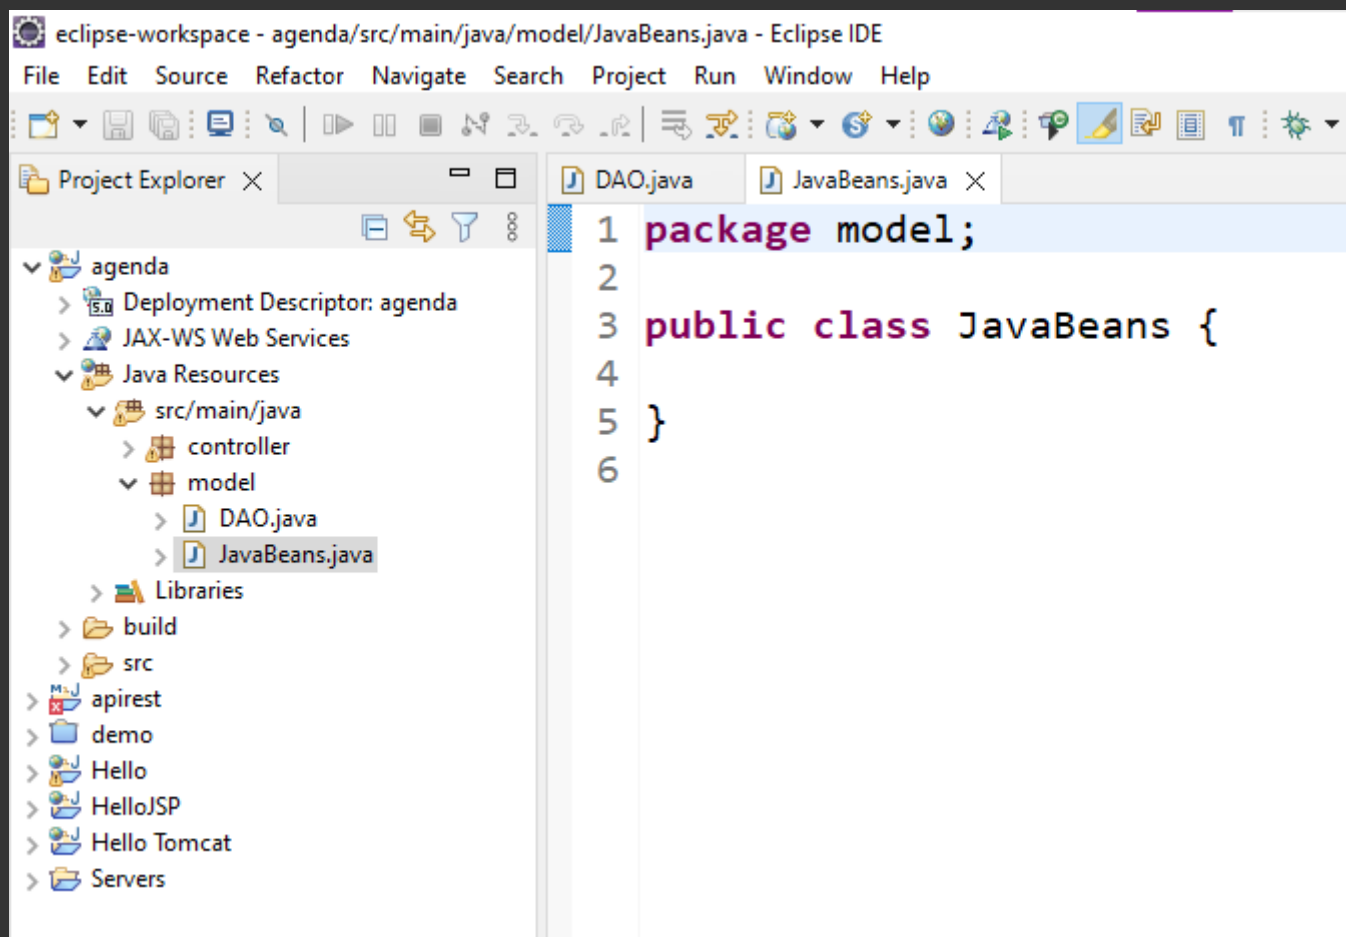 eclipse-workspace - agenda/src/main/java/model/JavaBeans.java - Eclipse IDE
File Edit Source Refactor Navigate Search Project Run Window Help
Project Explorer
agenda
Deployment Descriptor: agenda
JAX-WS Web Services
Java Resources
src/main/java
controller
model
DAO.java
JavaBeans.java
Libraries
build
src
apirest
demo
Hello
HelloJSP
Hello Tomcat
Servers
DAO.java JavaBeans.java
1 package model;
2
3 public class JavaBeans {
4
5 }
6